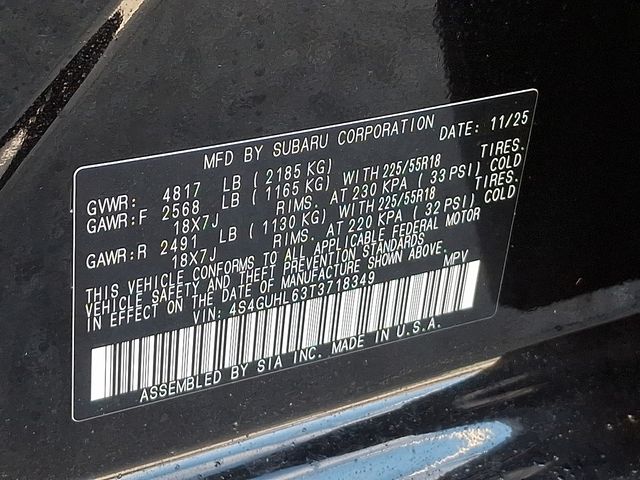 MFD BY SUBARU CORPORATION DATE: 11/25
GVWR: 4817 LB ( 2185 KG)
GAWR:F 2568 LB ( 1165 KG) WITH 225/55R18 TIRES.
18X7J RIMS. AT 230 KPA ( 33 PSI) COLD
GAWR:R 2491 LB ( 1130 KG) WITH 225/55R18 TIRES.
18X7J RIMS. AT 220 KPA ( 32 PSI) COLD
THIS VEHICLE CONFORMS TO ALL APPLICABLE FEDERAL MOTOR
VEHICLE SAFETY AND THEFT PREVENTION STANDARDS
IN EFFECT ON THE DATE OF MANUFACTURE SHOWN ABOVE.
VIN: 4S4GUHL63T3718349 MPV
ASSEMBLED BY SIA INC. MADE IN U.S.A.